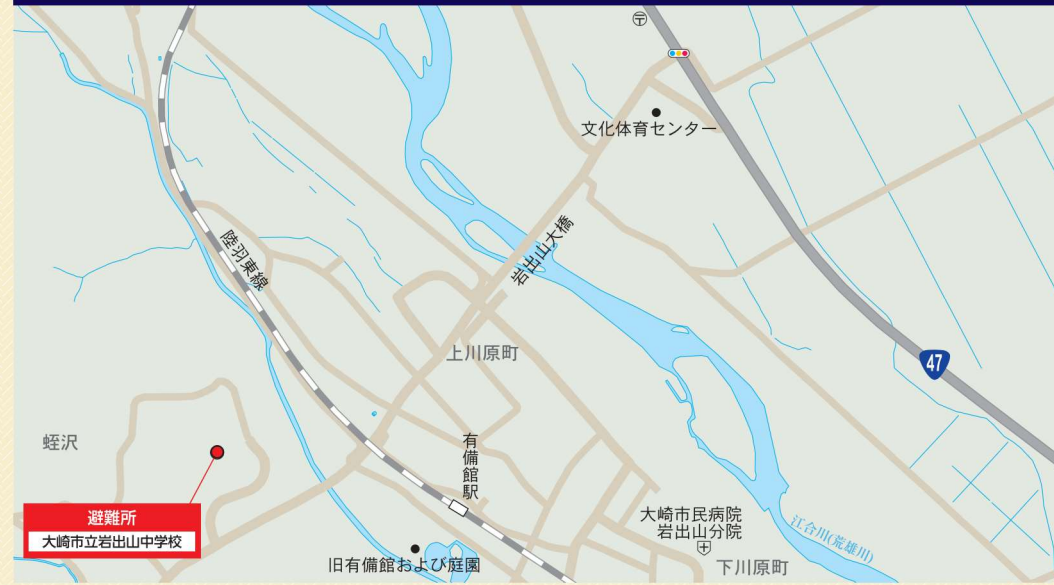 〒
文化体育センター
岩出山大橋
陸羽東線
上川原町
47
蛭沢
有備館駅
避難所
大崎市立岩出山中学校
大崎市民病院
岩出山分院
江合川(荒雄川)
旧有備館および庭園
下川原町